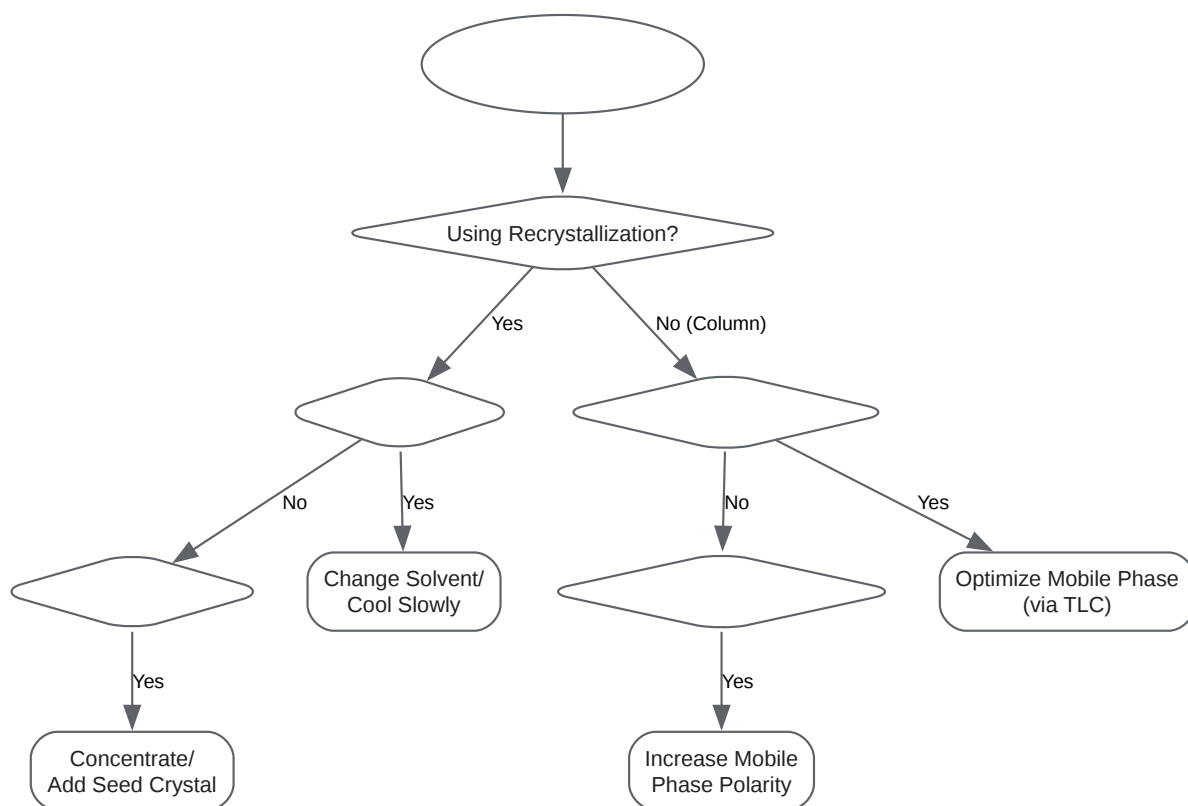 Using Recrystallization?
Yes
No (Column)
No
Yes
No
Yes
Change Solvent/
Cool Slowly
Optimize Mobile Phase
(via TLC)
Yes
Yes
Concentrate/
Add Seed Crystal
Increase Mobile
Phase Polarity